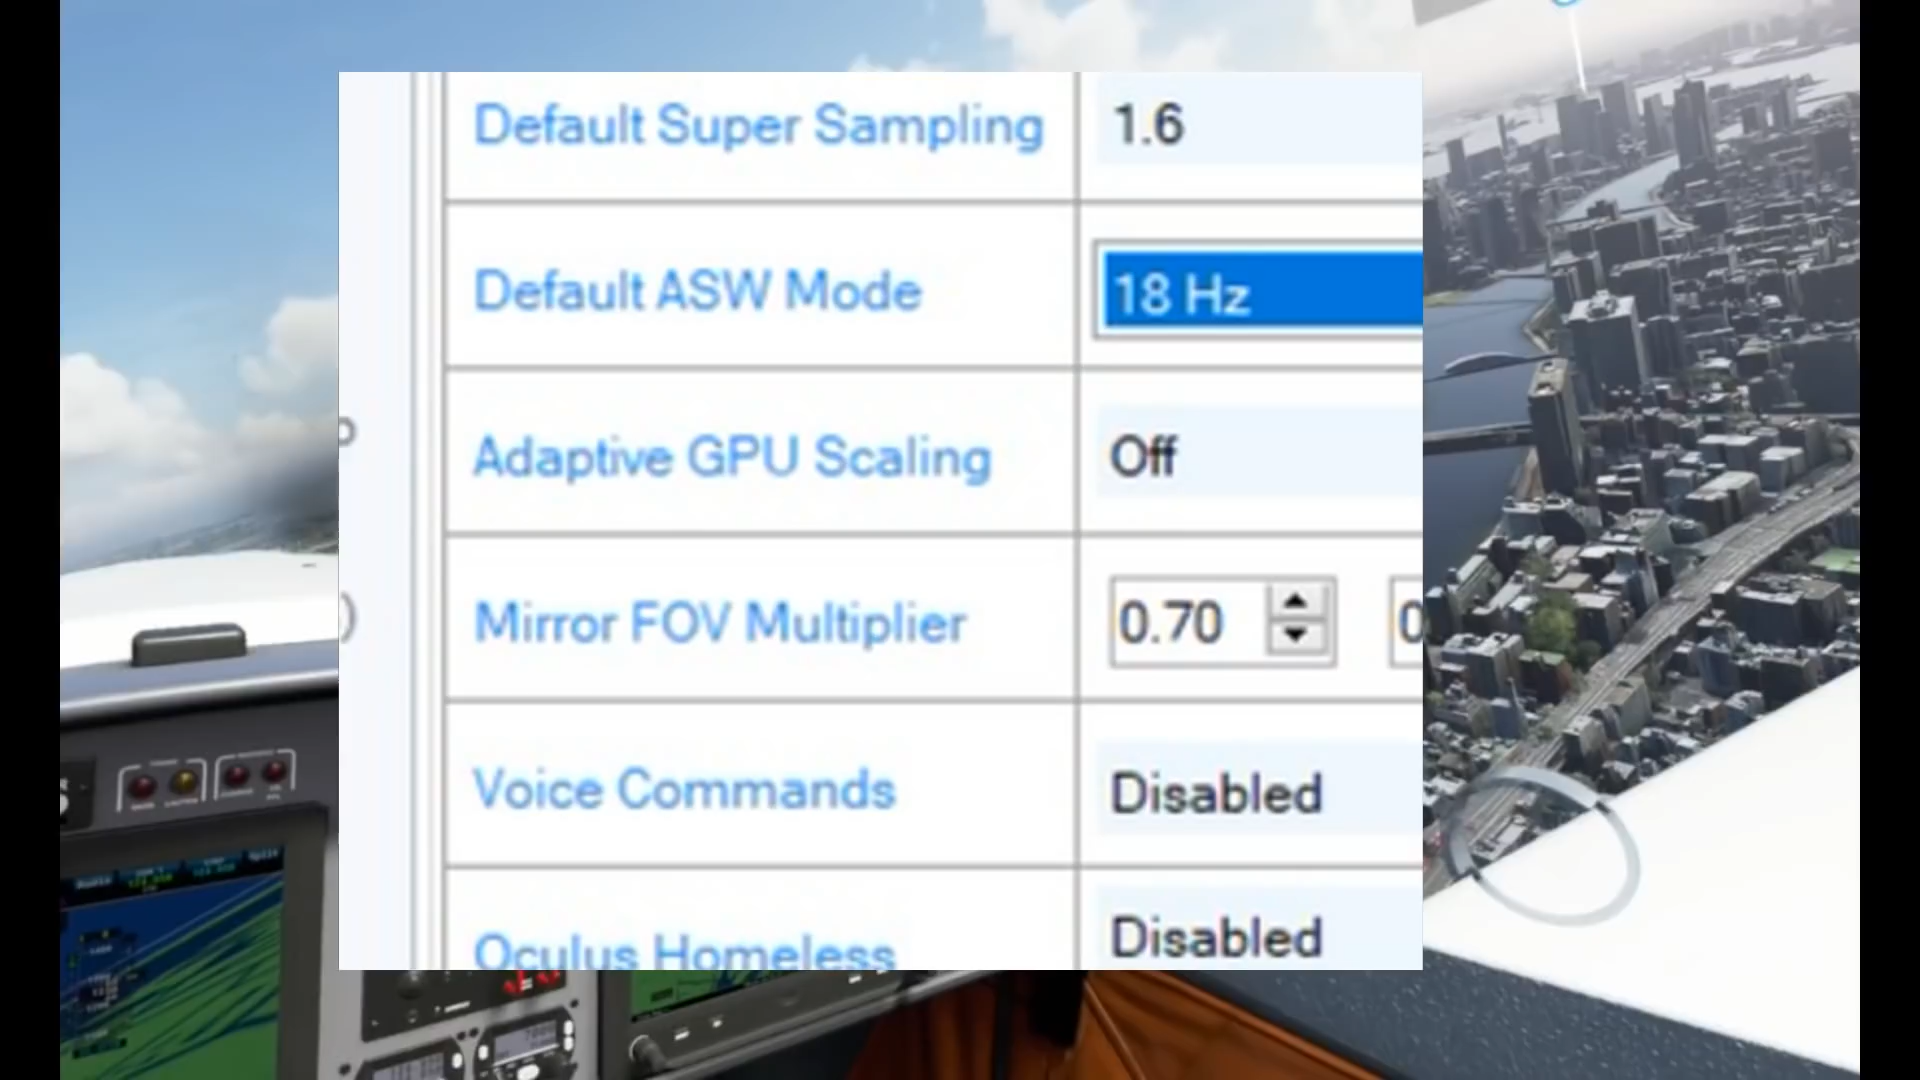 Default Super Sampling 1.6
Default ASW Mode 18 Hz
Adaptive GPU Scaling Off
Mirror FOV Multiplier 0.70 0
Voice Commands Disabled
Oculus Homeless Disabled